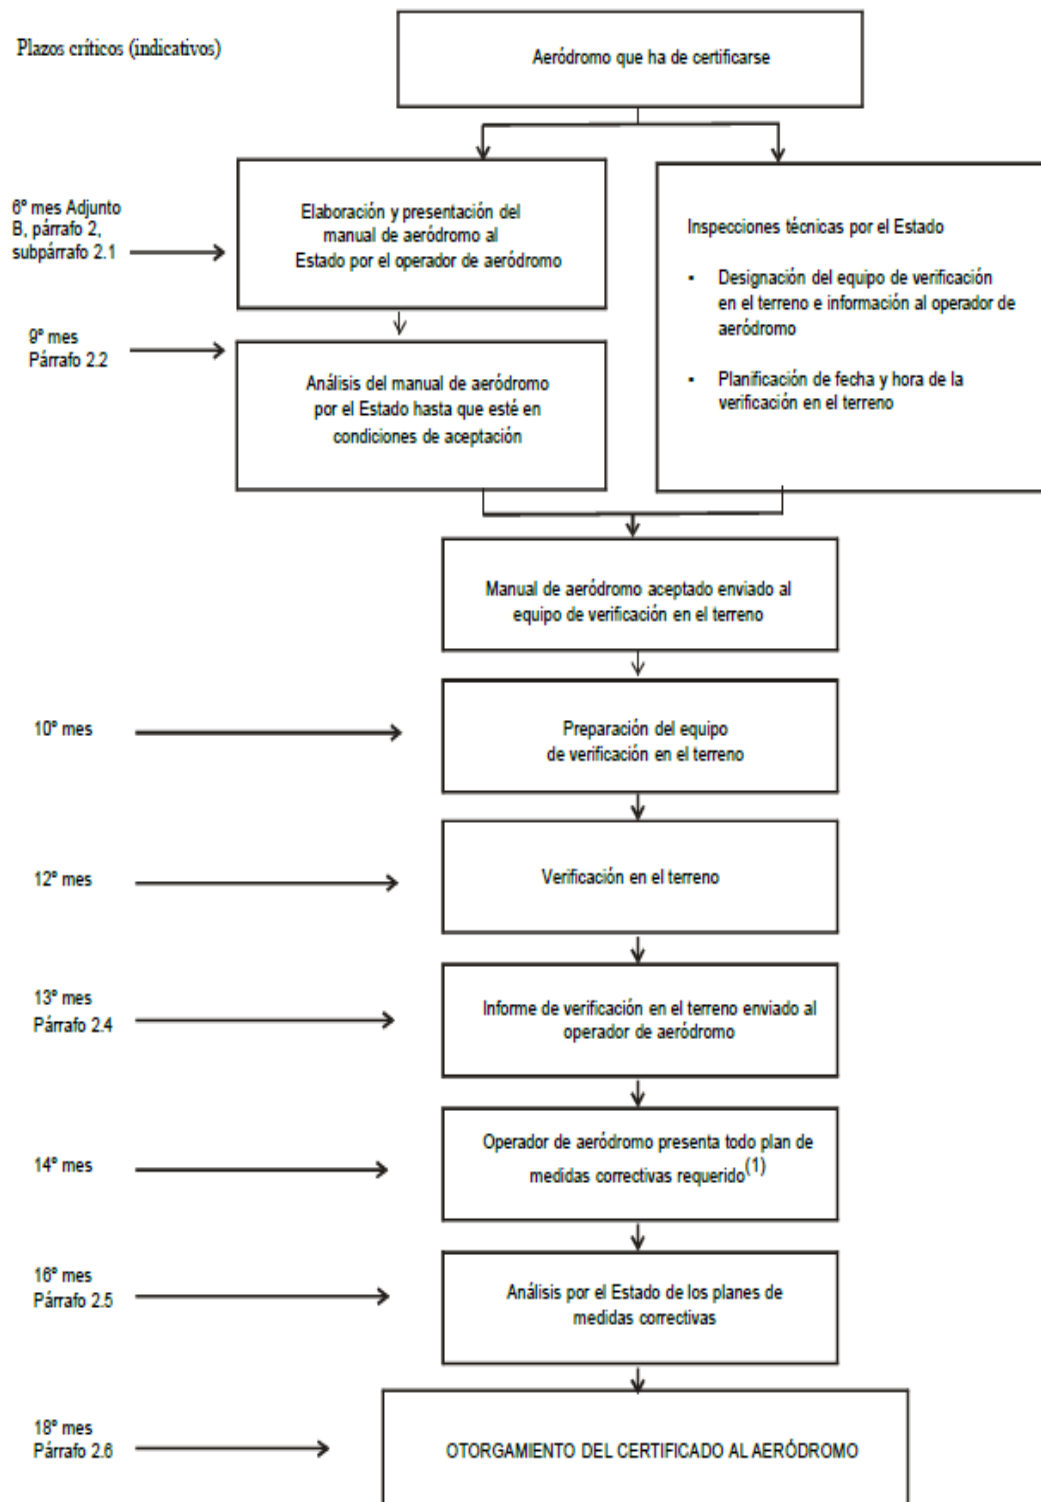 Plazos críticos (indicativos)
Aeródromo que ha de certificarse
6º mes Adjunto
B, párrafo 2,
subpárrafo 2.1
Elaboración y presentación del
manual de aeródromo al
Estado por el operador de aeródromo
Inspecciones técnicas por el Estado
▪ Designación del equipo de verificación
en el terreno e información al operador de
aeródromo
▪ Planificación de fecha y hora de la
verificación en el terreno
9º mes
Párrafo 2.2
Análisis del manual de aeródromo
por el Estado hasta que esté en
condiciones de aceptación
Manual de aeródromo aceptado enviado al
equipo de verificación en el terreno
10º mes
Preparación del equipo
de verificación en el terreno
12º mes
Verificación en el terreno
13º mes
Párrafo 2.4
Informe de verificación en el terreno enviado al
operador de aeródromo
14º mes
Operador de aeródromo presenta todo plan de
medidas correctivas requerido(1)
16º mes
Párrafo 2.5
Análisis por el Estado de los planes de
medidas correctivas
18º mes
Párrafo 2.6
OTORGAMIENTO DEL CERTIFICADO AL AERÓDROMO